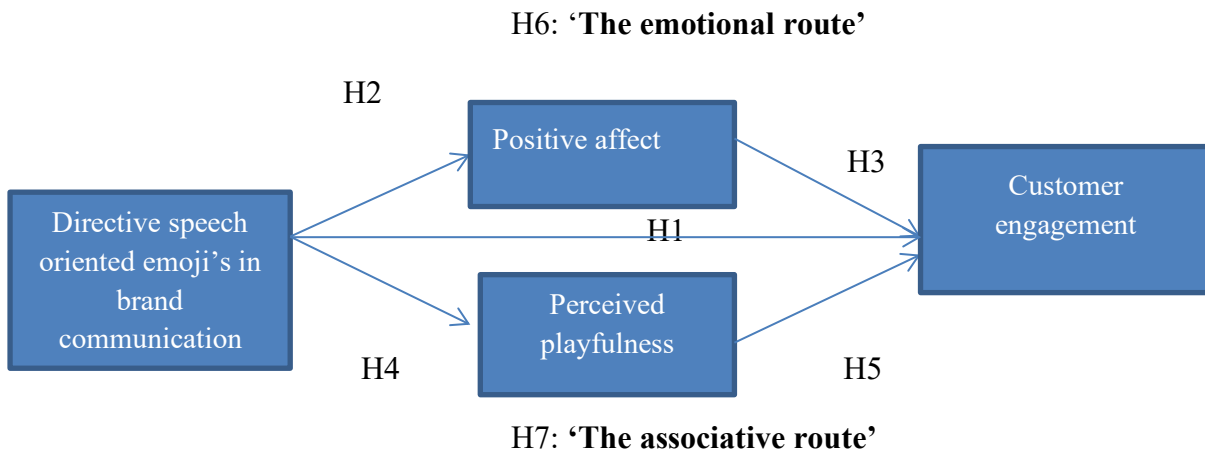 H6: ‘The emotional route’
H2
Positive affect
H3
Customer
engagement
Directive speech
oriented emoji’s in
brand
communication
H1
Perceived
playfulness
H4
H5
H7: ‘The associative route’